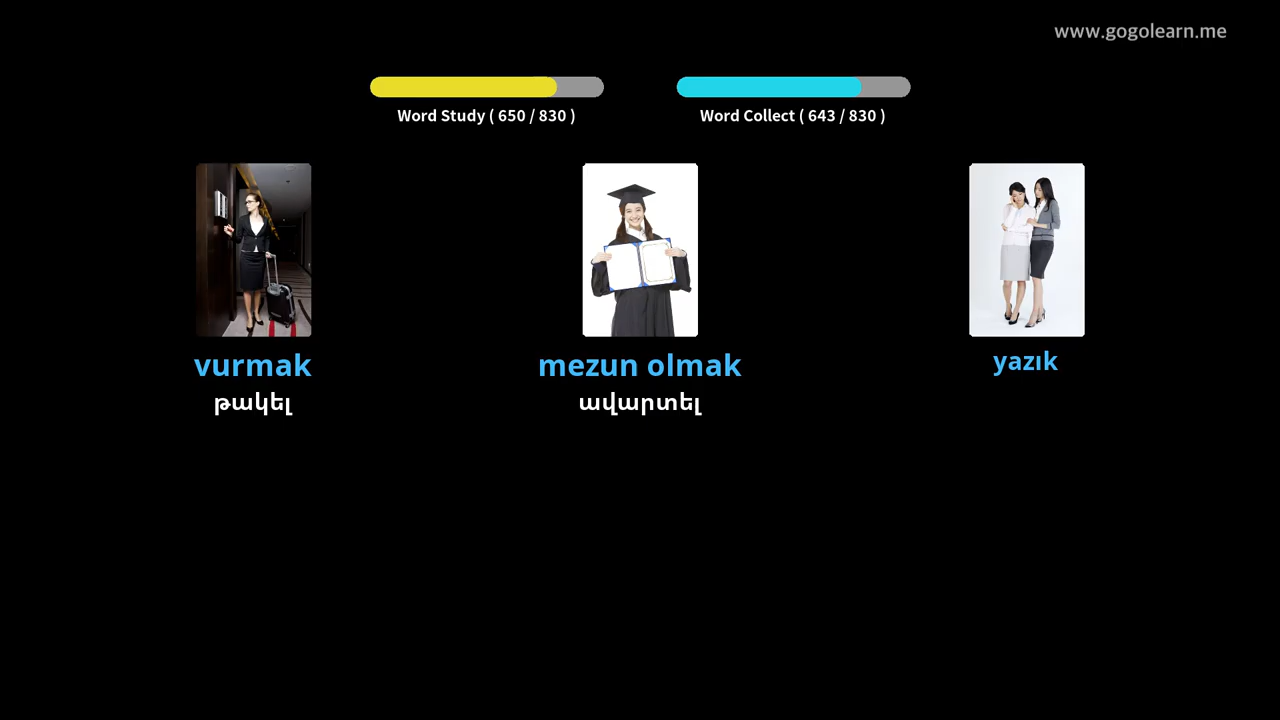 www.gogolearn.me
Word Study ( 650 / 830 )
Word Collect ( 643 / 830 )
vurmak
թակել
mezun olmak
ավարտել
yazık